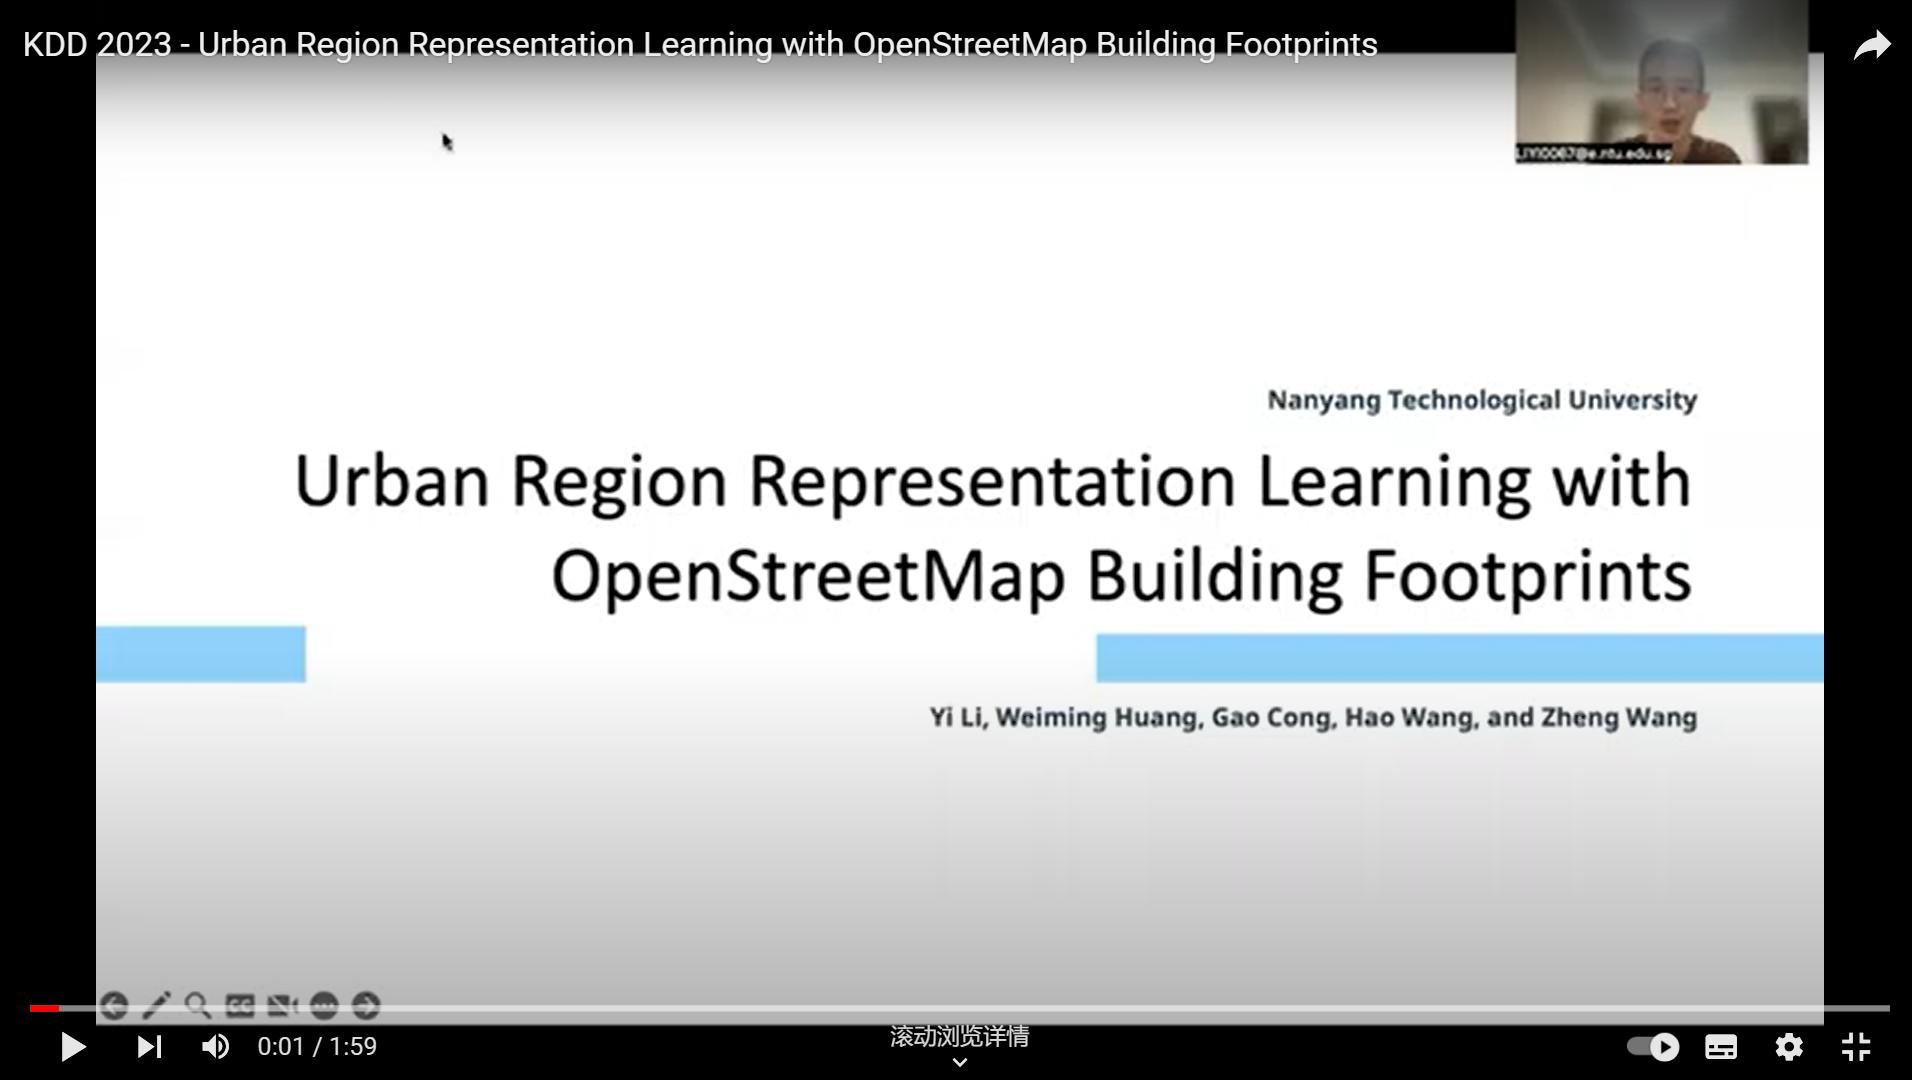 KDD 2023 - Urban Region Representation Learning with OpenStreetMap Building Footprints
LIYI0067@e.ntu.edu.sg
Nanyang Technological University
Urban Region Representation Learning with
OpenStreetMap Building Footprints
Yi Li, Weiming Huang, Gao Cong, Hao Wang, and Zheng Wang
CC
0:01 / 1:59
滚动浏览详情